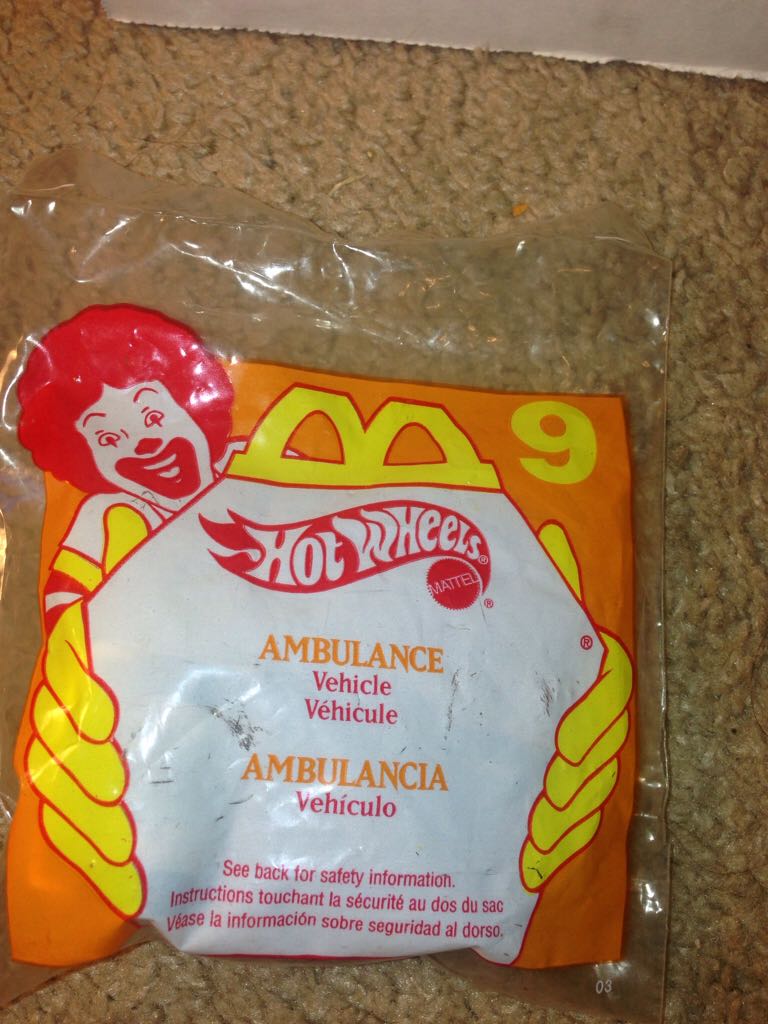 9
HOT WHEELS®
MATTEL®
®
AMBULANCE
Vehicle
Véhicule
AMBULANCIA
Vehículo
See back for safety information.
Instructions touchant la sécurité au dos du sac
Véase la información sobre seguridad al dorso.
03